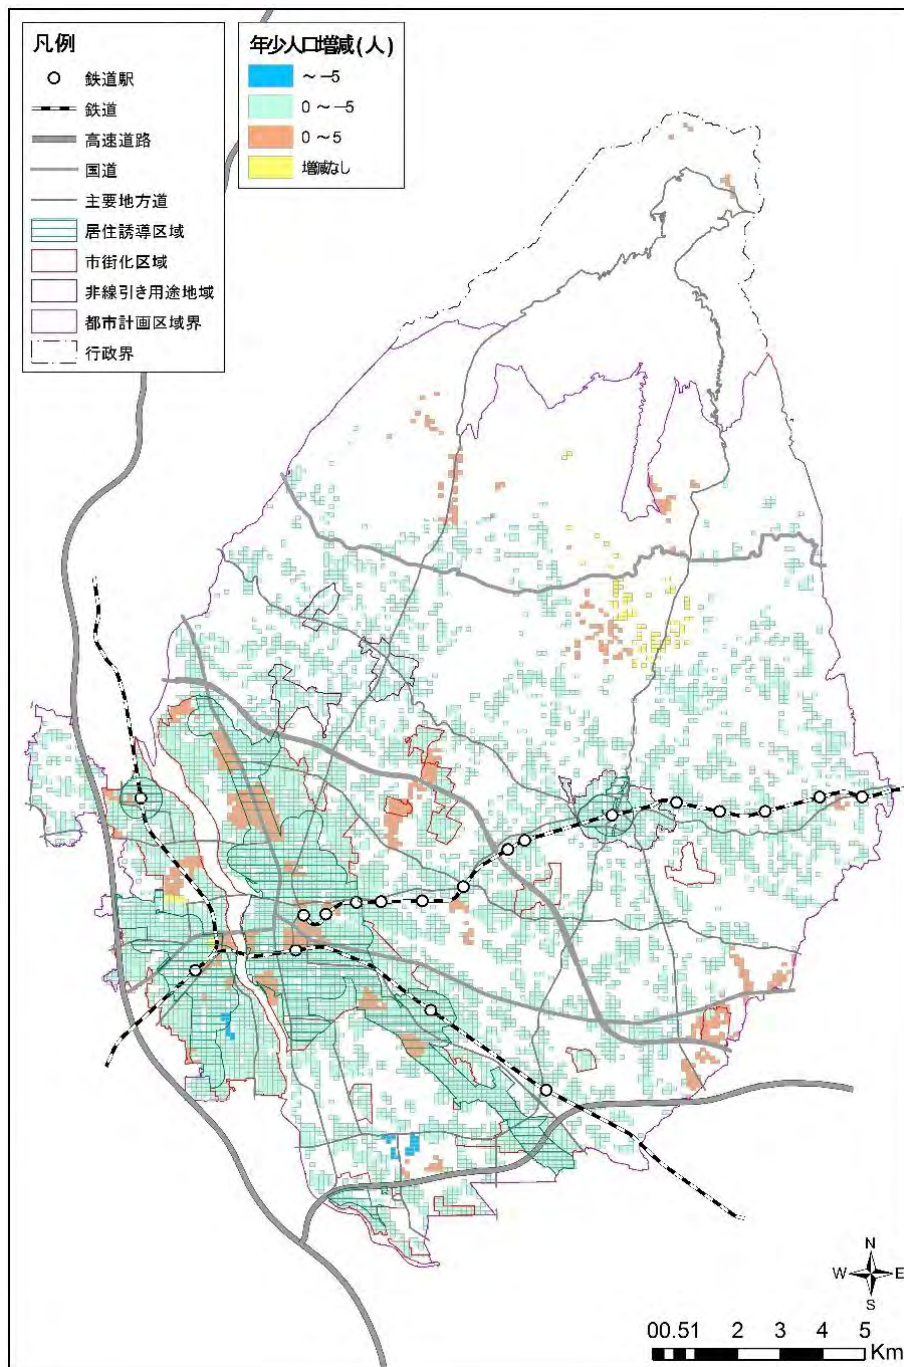 凡例
鉄道駅
鉄道
高速道路
国道
主要地方道
居住誘導区域
市街化区域
非線引き用途地域
都市計画区域界
行政界
年少人口増減(人)
～－5
0～－5
0～5
増減なし
N
W E
S
00.51 2 3 4 5
Km